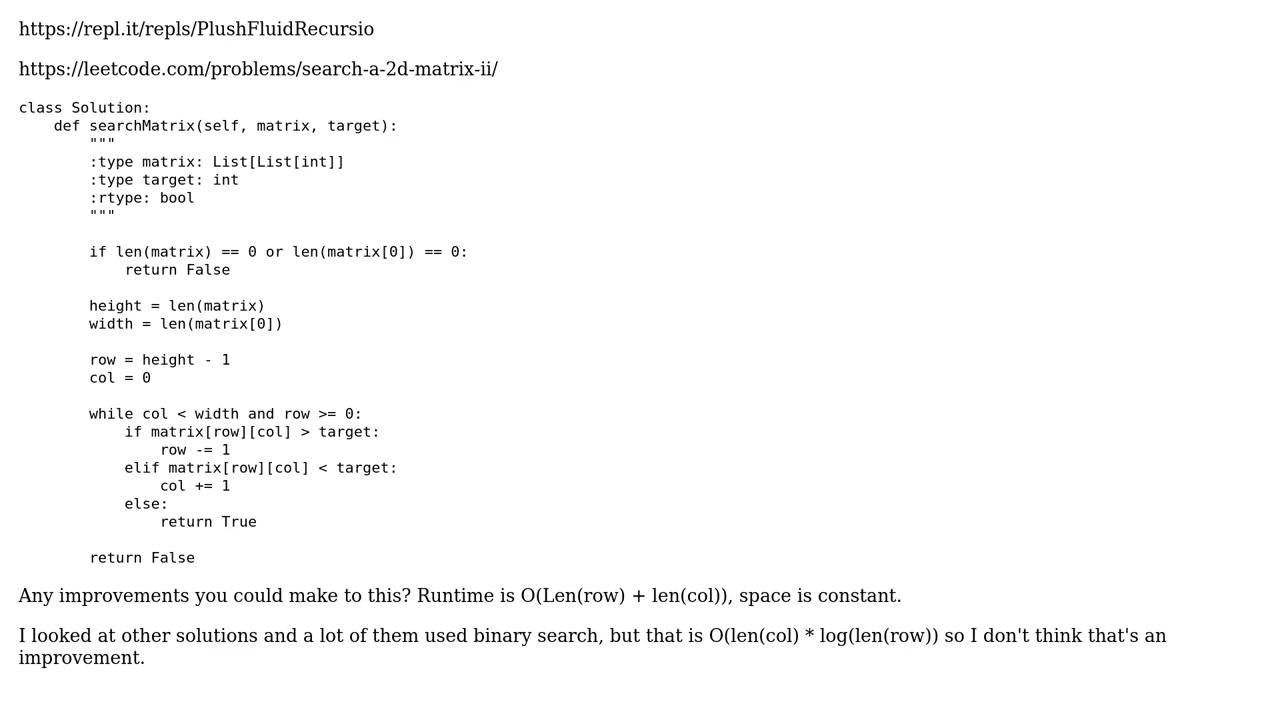 https://repl.it/repls/PlushFluidRecursio
https://leetcode.com/problems/search-a-2d-matrix-ii/
class Solution:
    def searchMatrix(self, matrix, target):
        """
        :type matrix: List[List[int]]
        :type target: int
        :rtype: bool
        """
        if len(matrix) == 0 or len(matrix[0]) == 0:
            return False
        height = len(matrix)
        width = len(matrix[0])
        row = height - 1
        col = 0
        while col < width and row >= 0:
            if matrix[row][col] > target:
                row -= 1
            elif matrix[row][col] < target:
                col += 1
            else:
                return True
        return False
Any improvements you could make to this? Runtime is O(Len(row) + len(col)), space is constant.
I looked at other solutions and a lot of them used binary search, but that is O(len(col) * log(len(row)) so I don't think that's an
improvement.